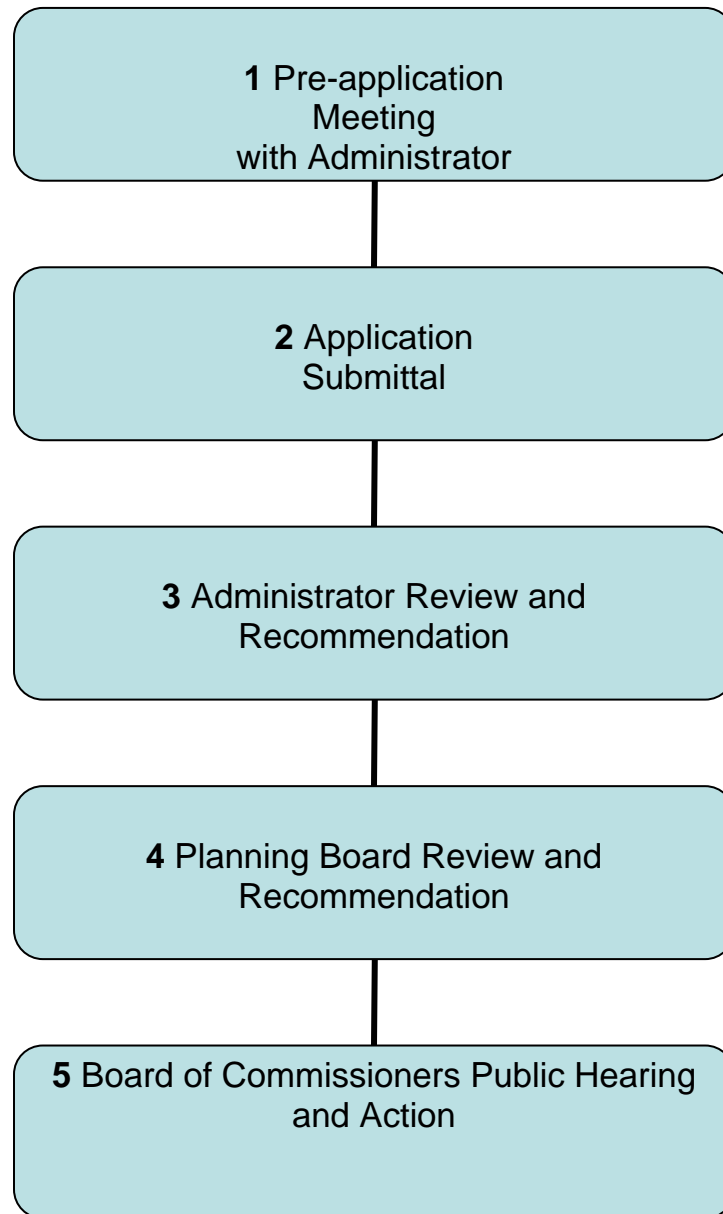 1 Pre-application
Meeting
with Administrator
2 Application
Submittal
3 Administrator Review and
Recommendation
4 Planning Board Review and
Recommendation
5 Board of Commissioners Public Hearing
and Action